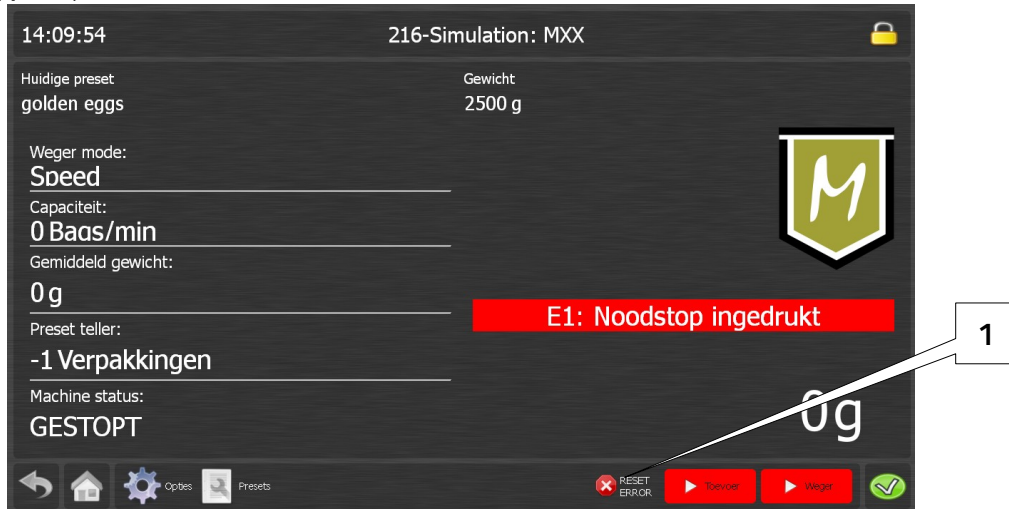 14:09:54
216-Simulation: MXX
Huidige preset
golden eggs
Gewicht
2500 g
Weger mode:
Speed
Capaciteit:
0 Bags/min
Gemiddeld gewicht:
0 g
E1: Noodstop ingedrukt
1
Preset teller:
-1 Verpakkingen
Machine status:
GESTOPT
0g
Opties
Presets
RESET
ERROR
Toevoer
Weger
M